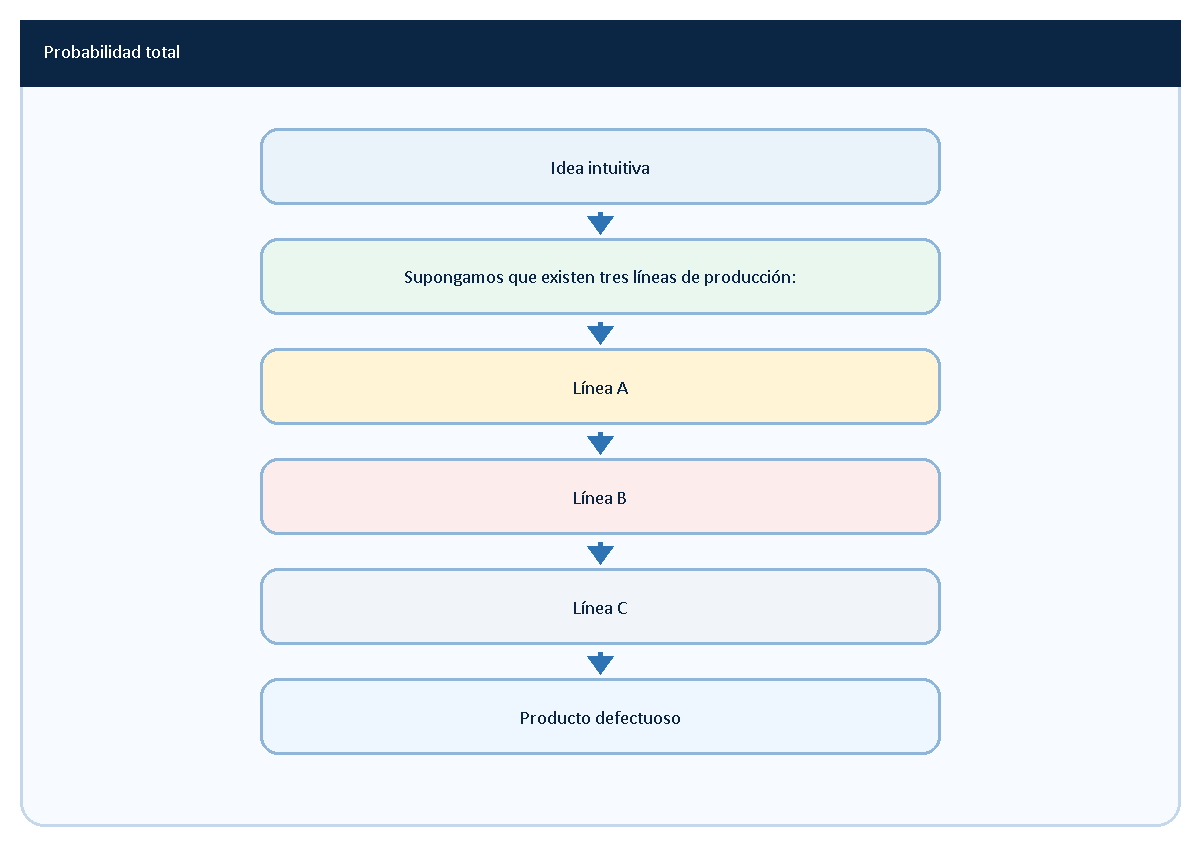 Probabilidad total
Idea intuitiva
Supongamos que existen tres líneas de producción:
Línea A
Línea B
Línea C
Producto defectuoso